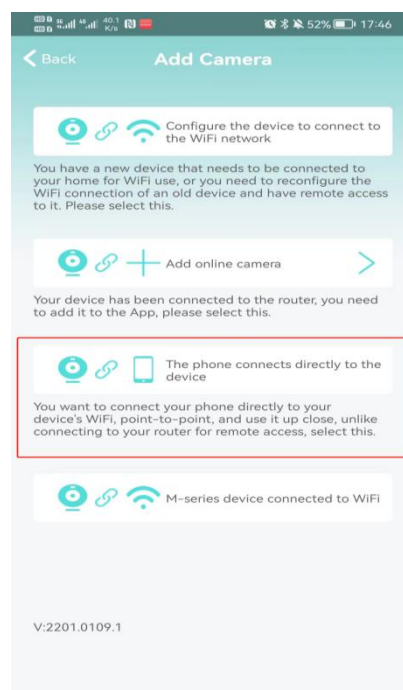 40.1 K/s 52% 17:46
Back Add Camera
Configure the device to connect to
the WiFi network
You have a new device that needs to be connected to
your home for WiFi use, or you need to reconfigure the
WiFi connection of an old device and have remote access
to it. Please select this.
Add online camera
Your device has been connected to the router, you need
to add it to the App, please select this.
The phone connects directly to the
device
You want to connect your phone directly to your
device's WiFi, point-to-point, and use it up close, unlike
connecting to your router for remote access, select this.
M-series device connected to WiFi
V:2201.0109.1